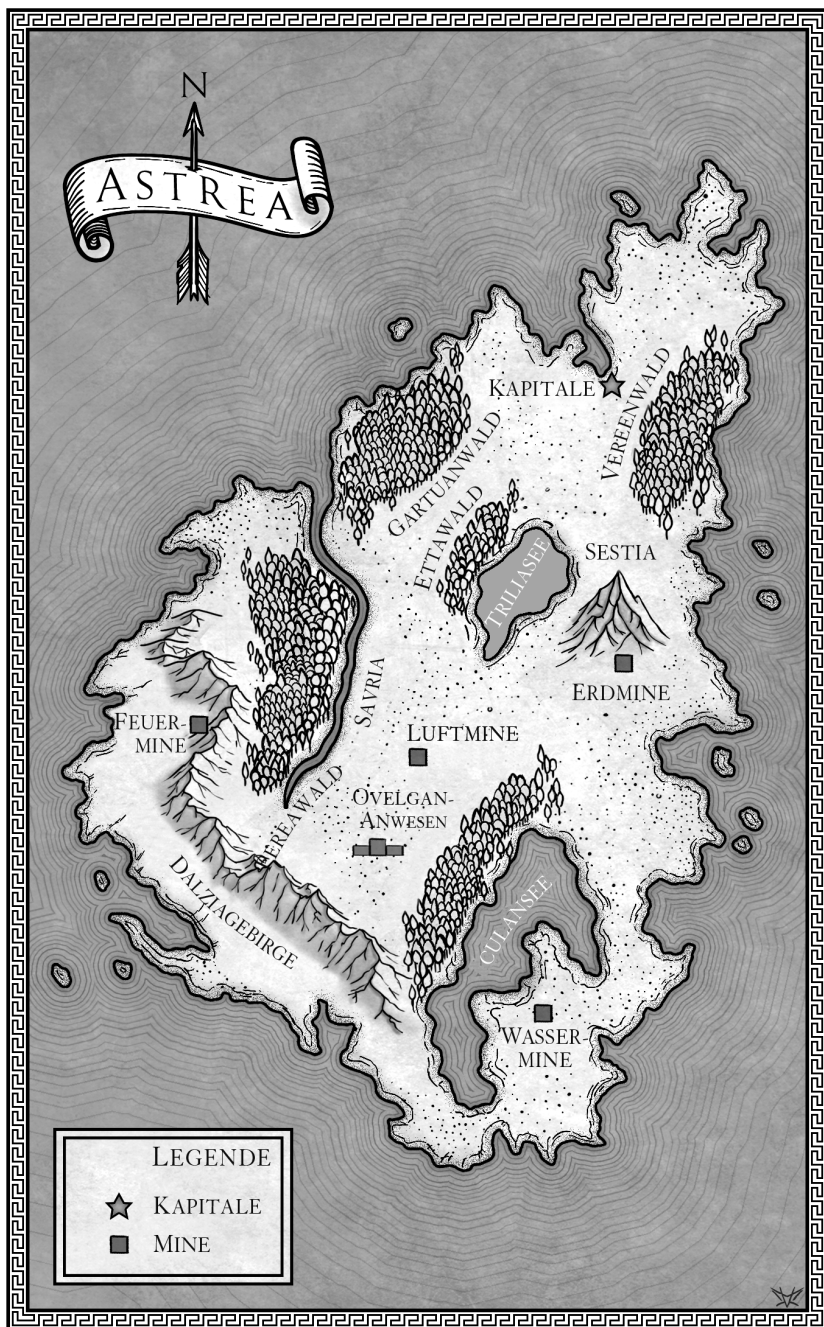 N
ASTREA
KAPITALE
VEREENWALD
GARTUANWALD
ETTAWALD
TRILIASEE
SESTIA
ERDMINE
SAVRIA
FEUER-
MINE
LUFTMINE
OVELGAN-
ANWESEN
DALZIAGEBIRGE
CULANSEE
WASSER-
MINE
LEGENDE
KAPITALE
MINE